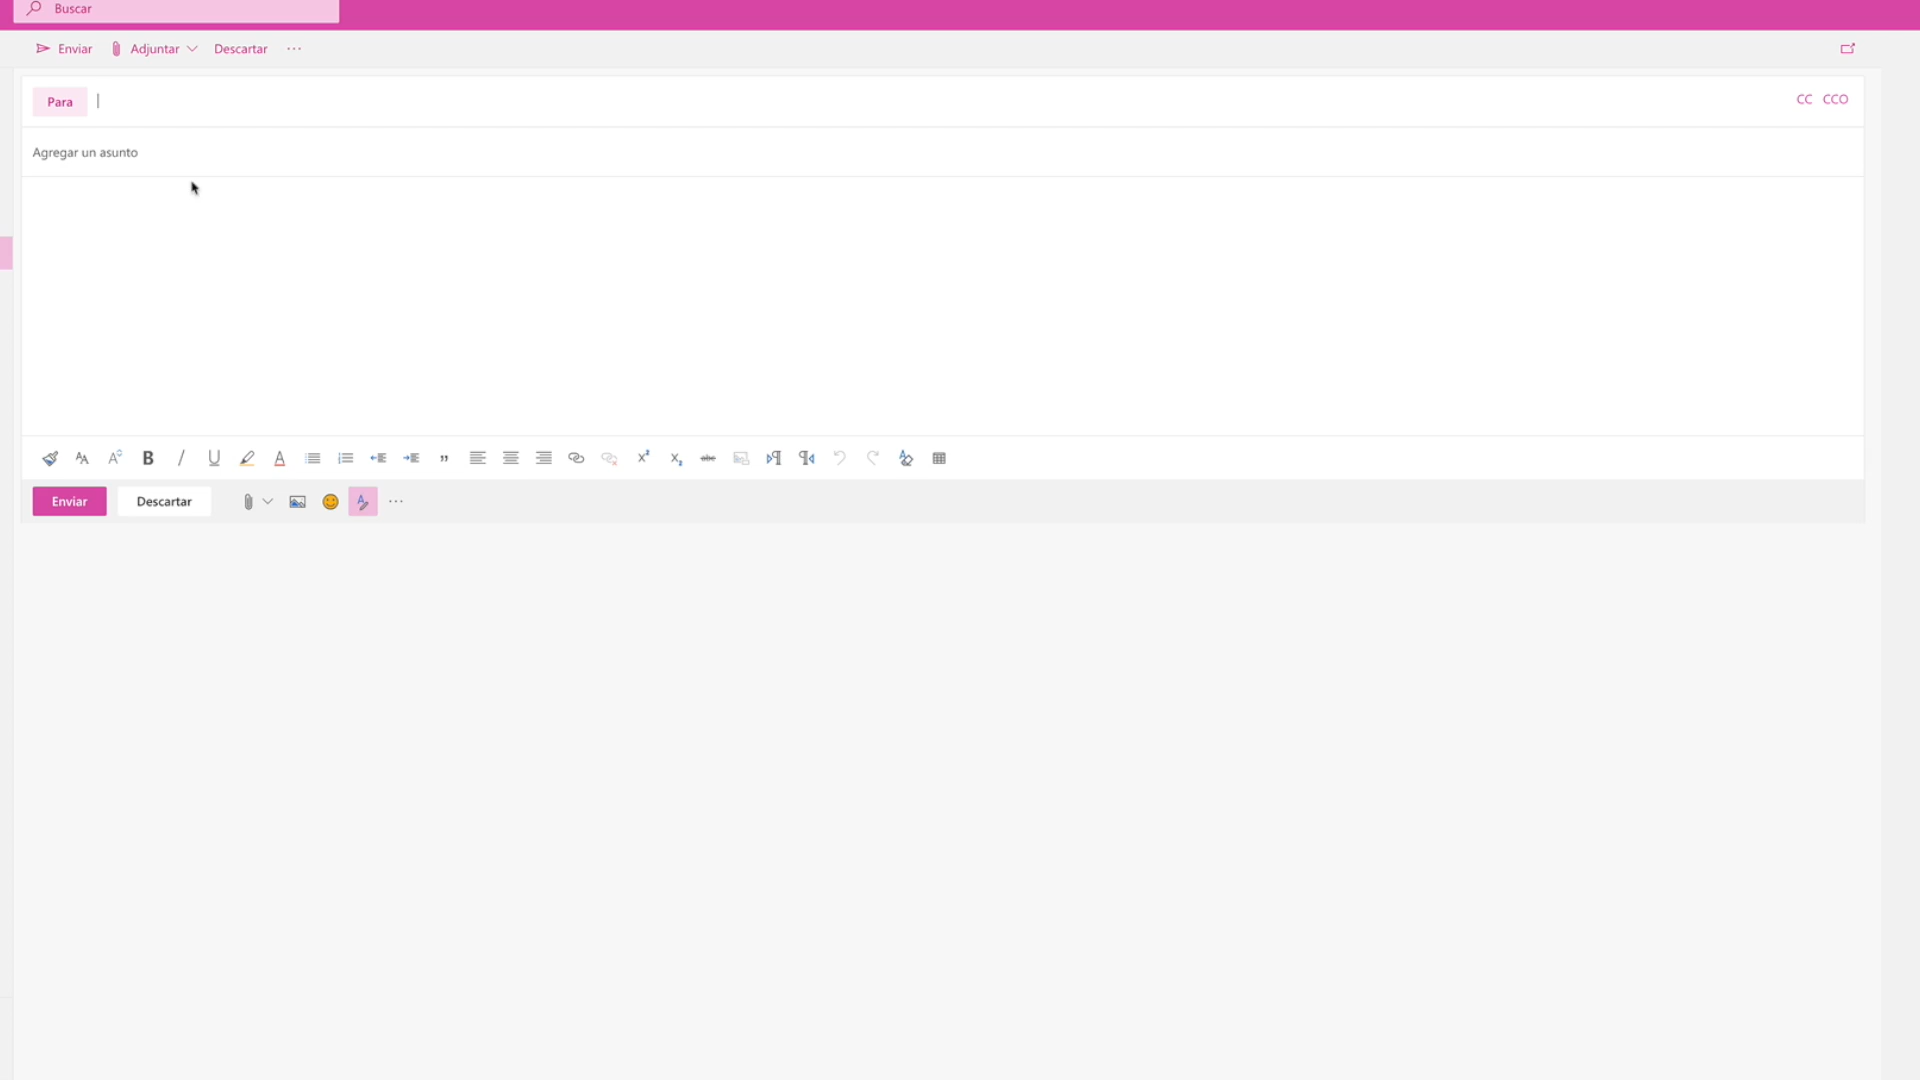 Buscar
Enviar Adjuntar Descartar
Para CC CCO
Agregar un asunto
Enviar Descartar